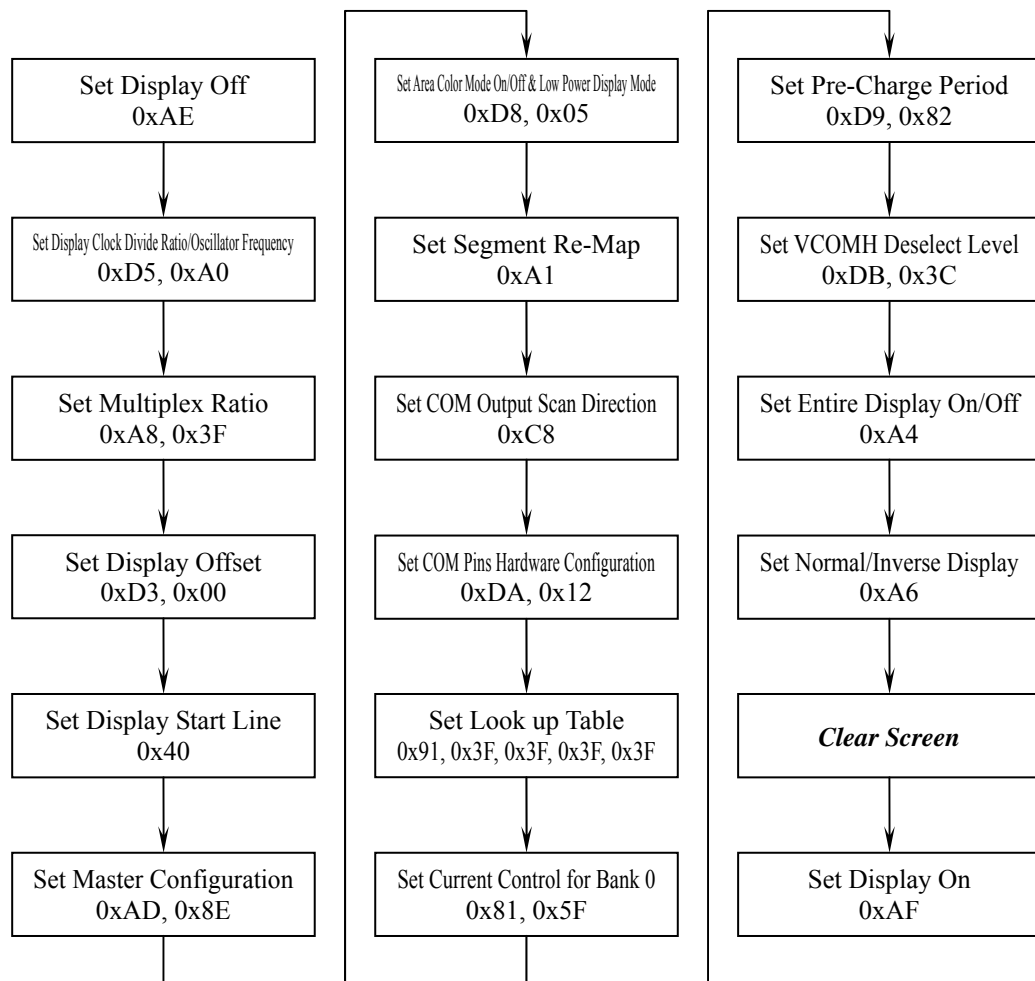 Set Display Off
0xAE
Set Display Clock Divide Ratio/Oscillator Frequency
0xD5, 0xA0
Set Multiplex Ratio
0xA8, 0x3F
Set Display Offset
0xD3, 0x00
Set Display Start Line
0x40
Set Master Configuration
0xAD, 0x8E
Set Area Color Mode On/Off & Low Power Display Mode
0xD8, 0x05
Set Segment Re-Map
0xA1
Set COM Output Scan Direction
0xC8
Set COM Pins Hardware Configuration
0xDA, 0x12
Set Look up Table
0x91, 0x3F, 0x3F, 0x3F, 0x3F
Set Current Control for Bank 0
0x81, 0x5F
Set Pre-Charge Period
0xD9, 0x82
Set VCOMH Deselect Level
0xDB, 0x3C
Set Entire Display On/Off
0xA4
Set Normal/Inverse Display
0xA6
Clear Screen
Set Display On
0xAF